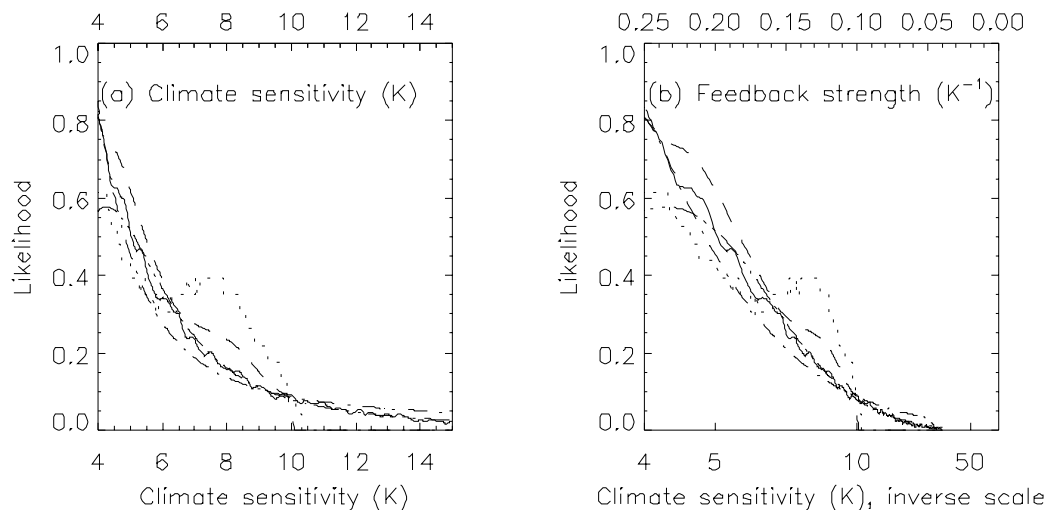 4 6 8 10 12 14
(a) Climate sensitivity (K)
1.0
0.8
0.6
0.4
0.2
0.0
Likelihood
4 6 8 10 12 14
Climate sensitivity (K)
0.25 0.20 0.15 0.10 0.05 0.00
(b) Feedback strength (K⁻¹)
1.0
0.8
0.6
0.4
0.2
0.0
Likelihood
4 5 10 50
Climate sensitivity (K), inverse scale